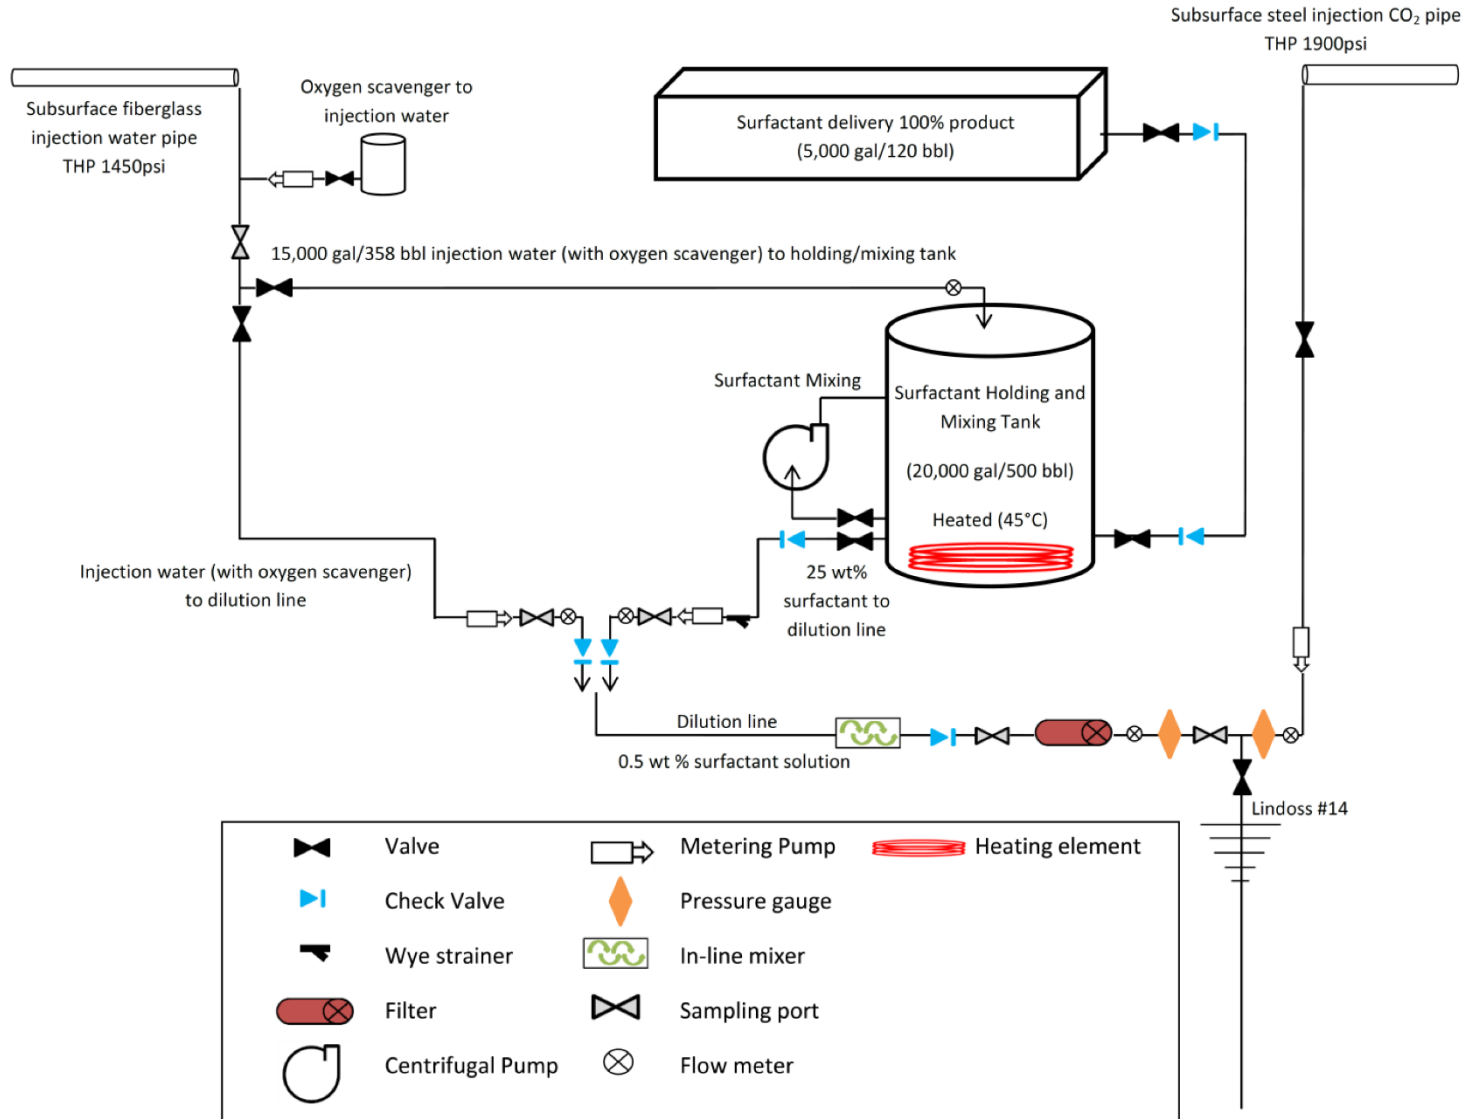 Subsurface steel injection CO₂ pipe
THP 1900psi
Subsurface fiberglass
injection water pipe
THP 1450psi
Oxygen scavenger to
injection water
Surfactant delivery 100% product
(5,000 gal/120 bbl)
15,000 gal/358 bbl injection water (with oxygen scavenger) to holding/mixing tank
Surfactant Mixing
Surfactant Holding and
Mixing Tank
(20,000 gal/500 bbl)
Heated (45°C)
Injection water (with oxygen scavenger)
to dilution line
25 wt%
surfactant to
dilution line
Dilution line
0.5 wt % surfactant solution
Lindoss #14
Valve
Metering Pump
Heating element
Check Valve
Pressure gauge
Wye strainer
In-line mixer
Filter
Sampling port
Centrifugal Pump
Flow meter